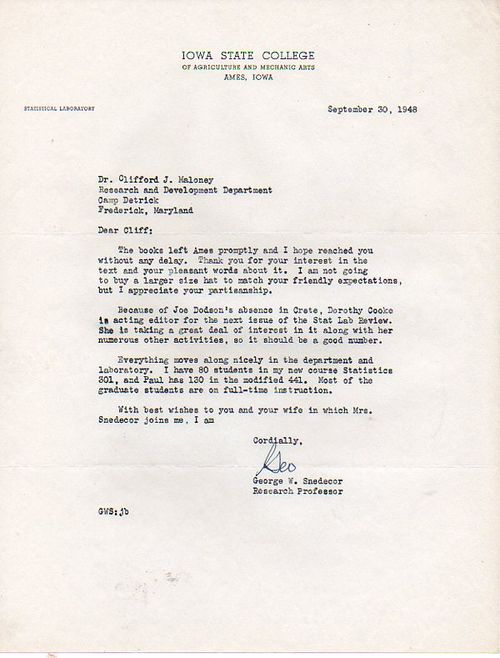 IOWA STATE COLLEGE
OF AGRICULTURE AND MECHANIC ARTS
AMES, IOWA
STATISTICAL LABORATORY
September 30, 1948
Dr. Clifford J. Maloney
Research and Development Department
Camp Detrick
Frederick, Maryland
Dear Cliff:
The books left Ames promptly and I hope reached you
without any delay. Thank you for your interest in the
text and your pleasant words about it. I am not going
to buy a larger size hat to match your friendly expectations,
but I appreciate your partisanship.
Because of Joe Dodson's absence in Crete, Dorothy Cooke
is acting editor for the next issue of the Stat Lab Review.
She is taking a great deal of interest in it along with her
numerous other activities, so it should be a good number.
Everything moves along nicely in the department and
laboratory. I have 80 students in my new course Statistics
301, and Paul has 130 in the modified 441. Most of the
graduate students are on full-time instruction.
With best wishes to you and your wife in which Mrs.
Snedecor joins me, I am
Cordially,
Geo
George W. Snedecor
Research Professor
GWS:jb